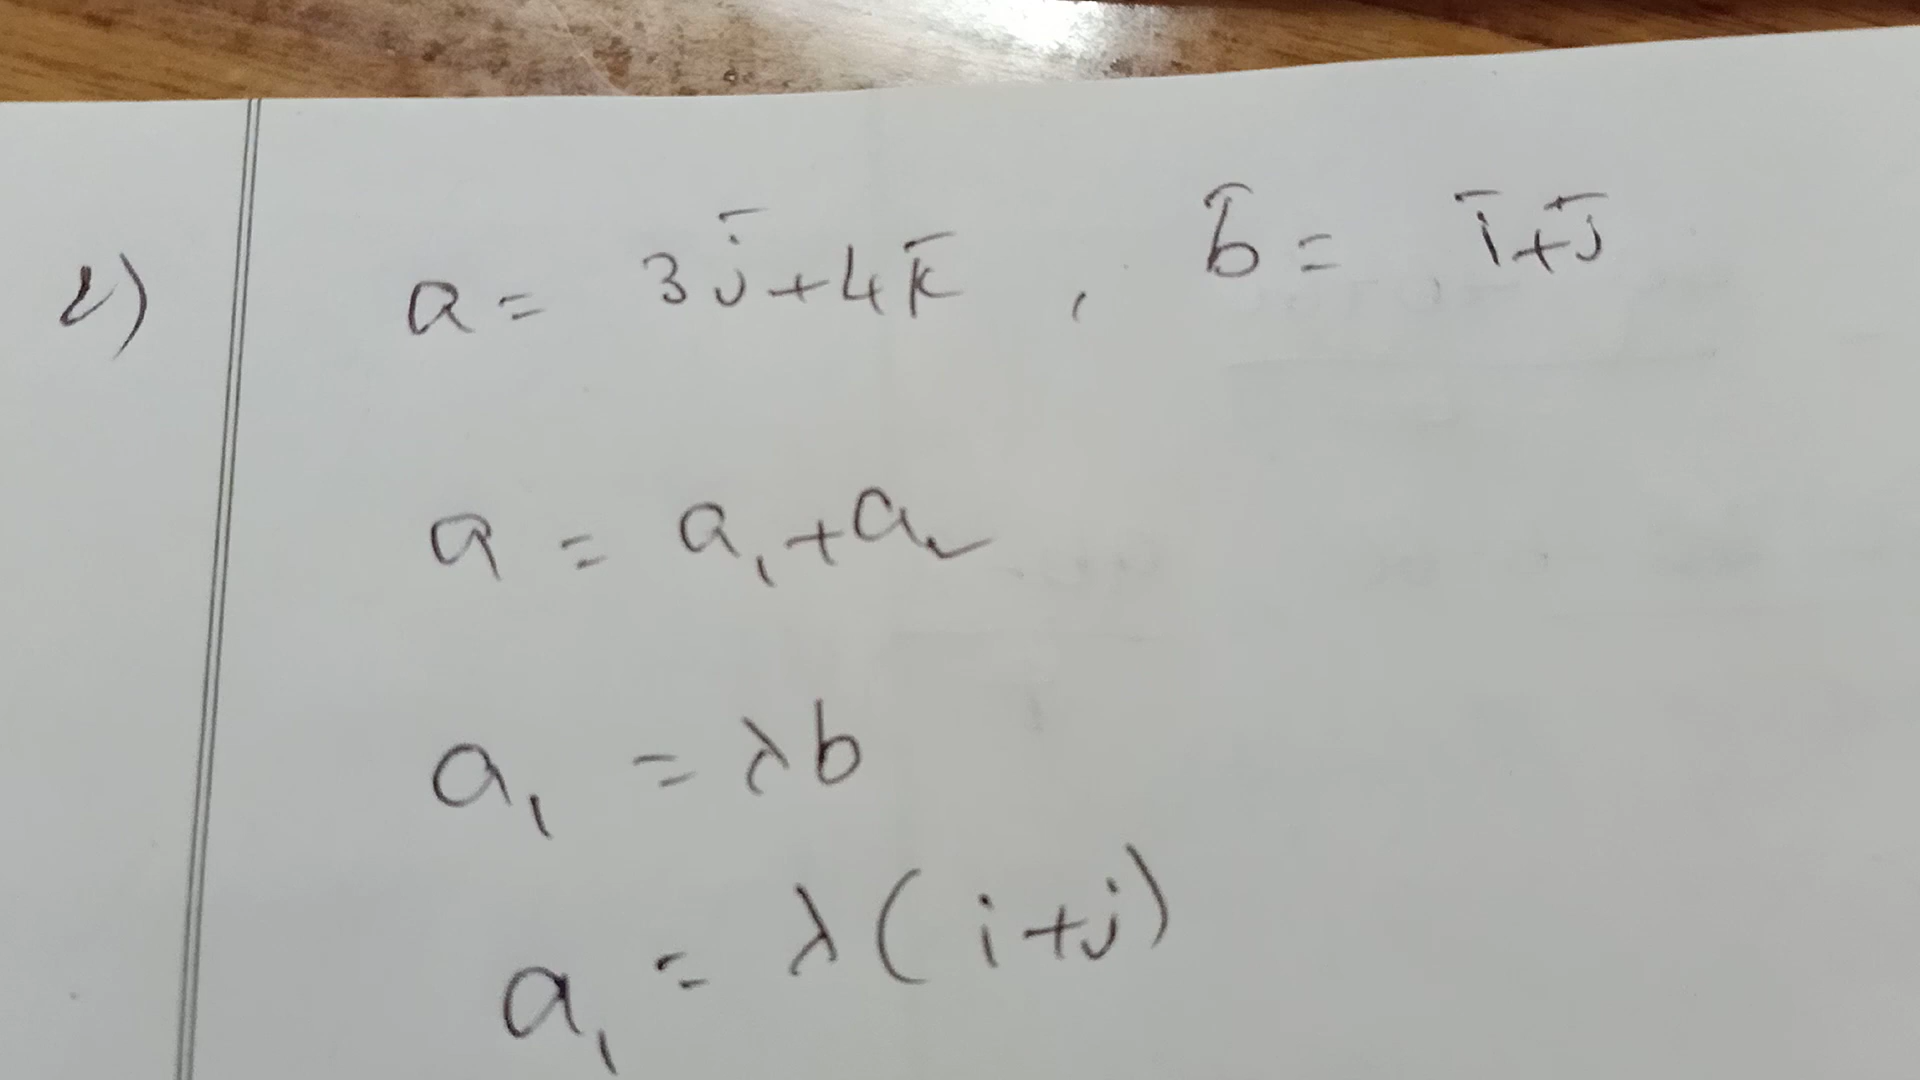 2) a = 3j̄+4k̄ , b̄ = ī+j̄
a = a₁+a₂
a₁ = λb
a₁ = λ(i+j)